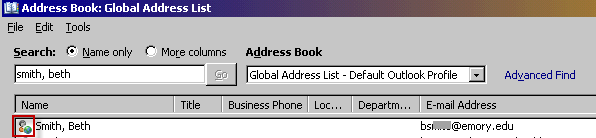 Address Book: Global Address List
File Edit Tools
Search: Name only More columns Address Book
smith, beth Go Global Address List - Default Outlook Profile Advanced Find
Name Title Business Phone Loc... Departm... E-mail Address
Smith, Beth @emory.edu